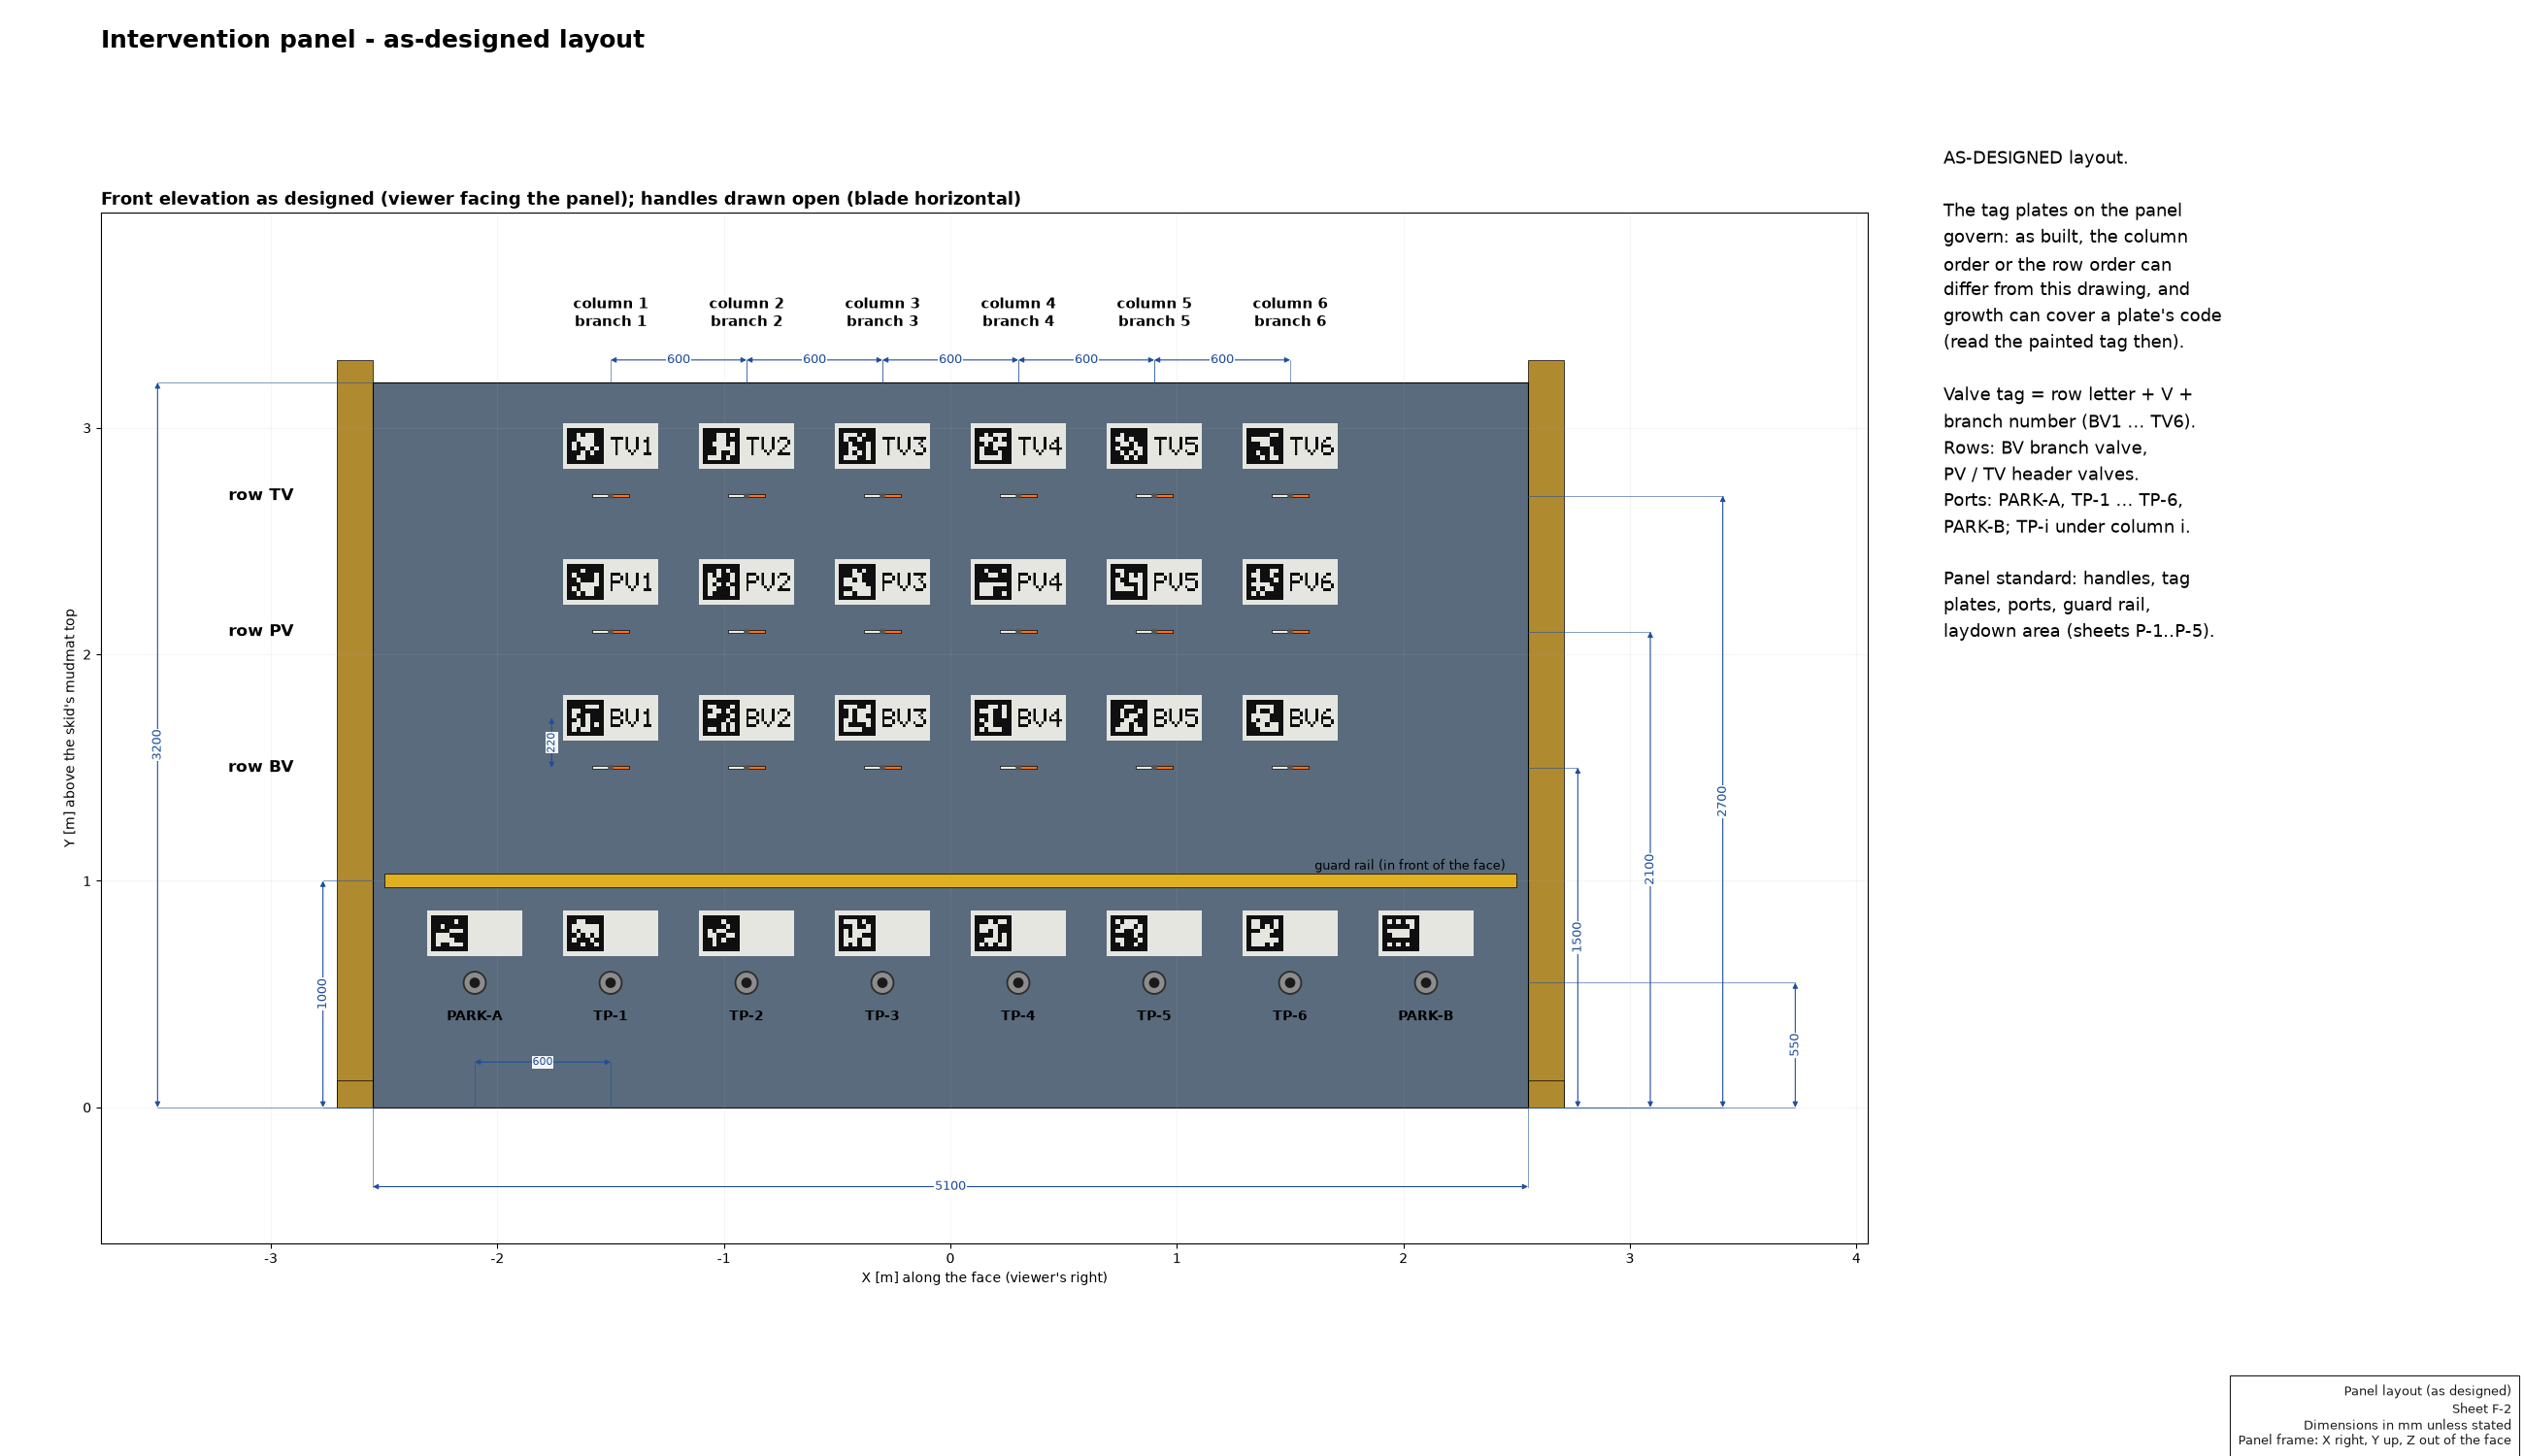 Intervention panel - as-designed layout
Front elevation as designed (viewer facing the panel); handles drawn open (blade horizontal)
column 1
branch 1
column 2
branch 2
column 3
branch 3
column 4
branch 4
column 5
branch 5
column 6
branch 6
600
600
600
600
600
TV1
TV2
TV3
TV4
TV5
TV6
row TV
PV1
PV2
PV3
PV4
PV5
PV6
row PV
BV1
BV2
BV3
BV4
BV5
BV6
row BV
220
3200
1000
guard rail (in front of the face)
1500
2100
2700
550
PARK-A
TP-1
TP-2
TP-3
TP-4
TP-5
TP-6
PARK-B
600
5100
3
2
1
0
Y [m] above the skid's mudmat top
-3
-2
-1
0
1
2
3
4
X [m] along the face (viewer's right)
AS-DESIGNED layout.
The tag plates on the panel
govern: as built, the column
order or the row order can
differ from this drawing, and
growth can cover a plate's code
(read the painted tag then).
Valve tag = row letter + V +
branch number (BV1 ... TV6).
Rows: BV branch valve,
PV / TV header valves.
Ports: PARK-A, TP-1 ... TP-6,
PARK-B; TP-i under column i.
Panel standard: handles, tag
plates, ports, guard rail,
laydown area (sheets P-1..P-5).
Panel layout (as designed)
Sheet F-2
Dimensions in mm unless stated
Panel frame: X right, Y up, Z out of the face